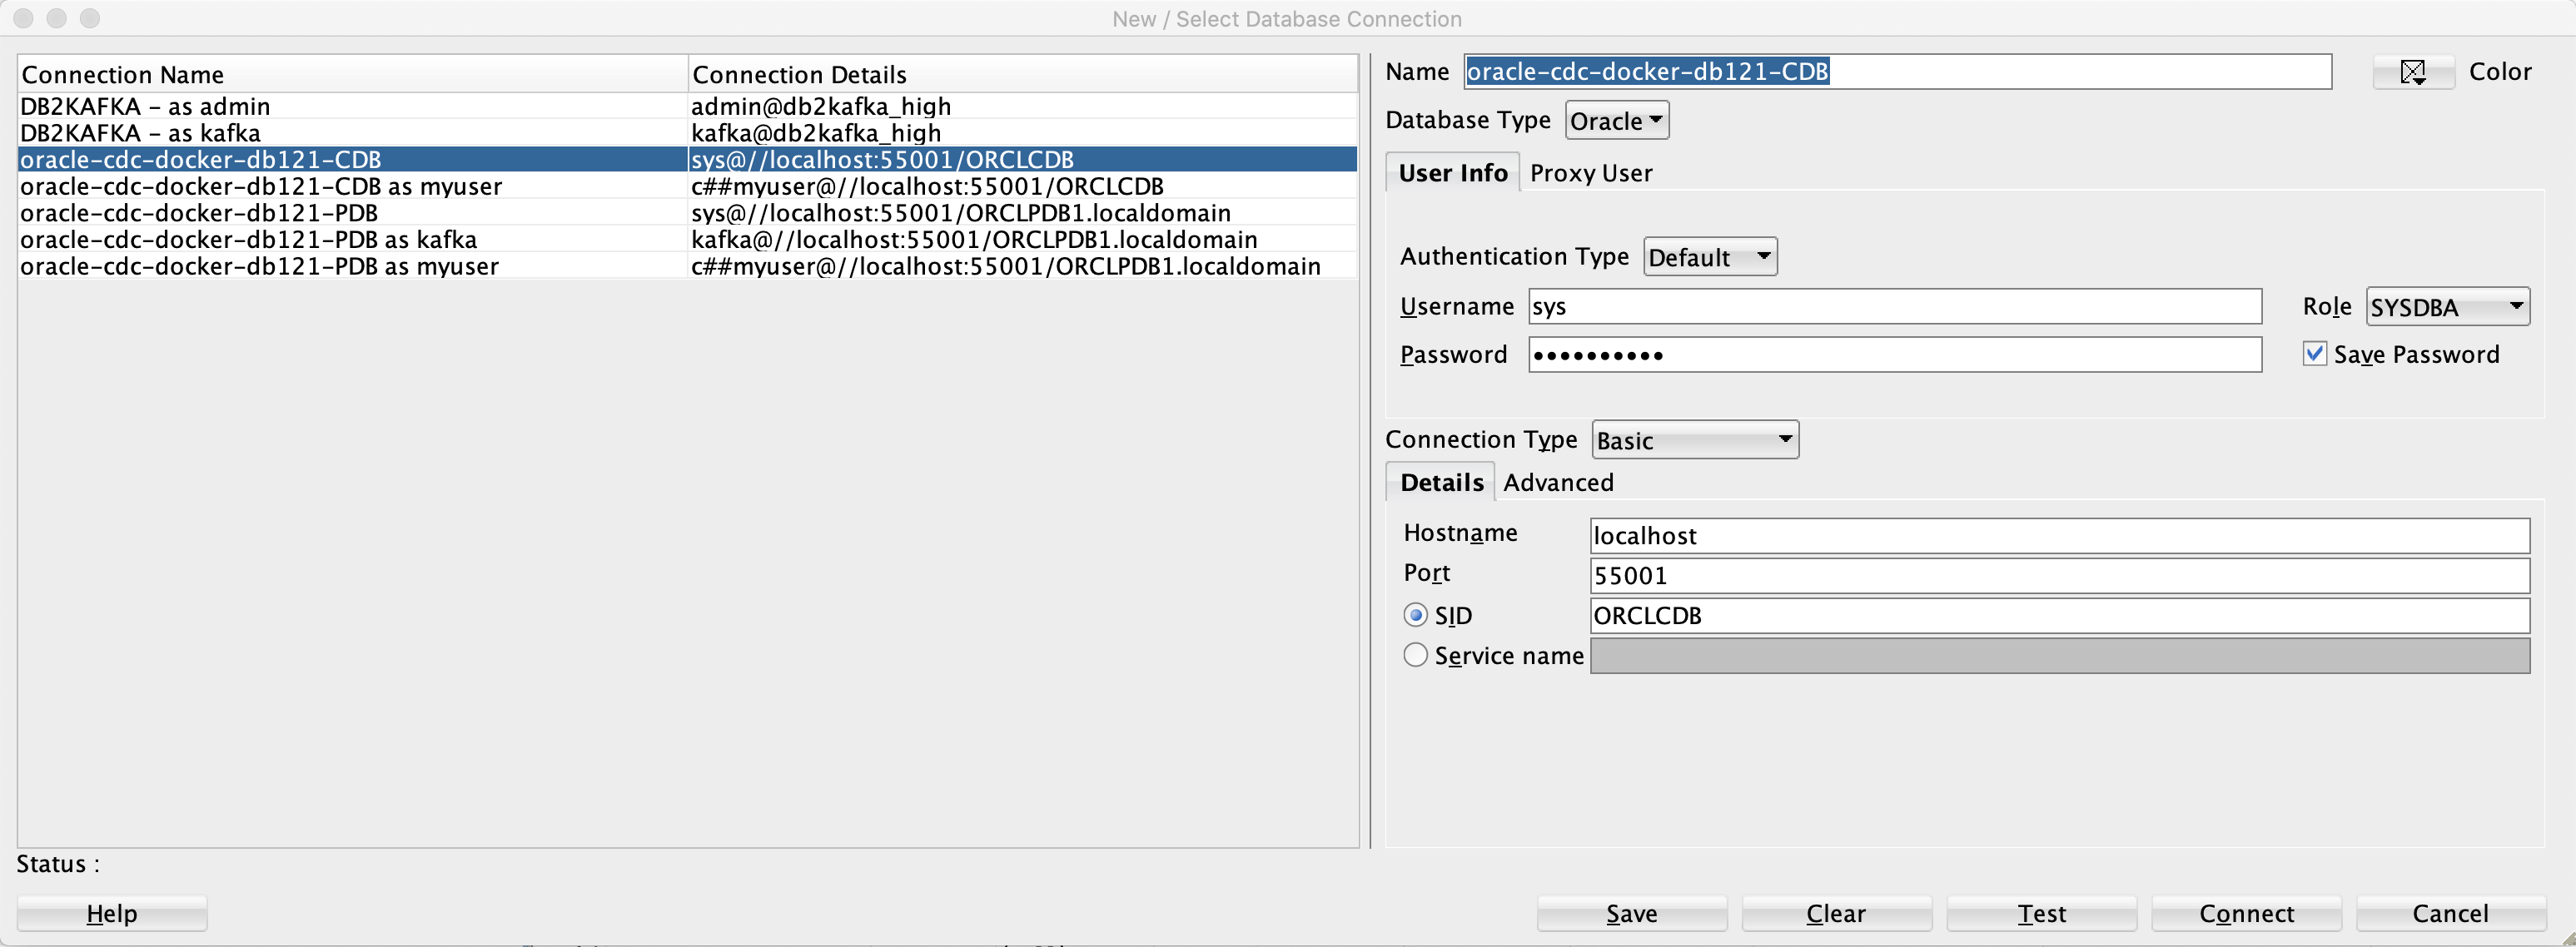 New / Select Database Connection
Connection Name Connection Details
DB2KAFKA – as admin admin@db2kafka_high
DB2KAFKA – as kafka kafka@db2kafka_high
oracle-cdc-docker-db121-CDB sys@//localhost:55001/ORCLCDB
oracle-cdc-docker-db121-CDB as myuser c##myuser@//localhost:55001/ORCLCDB
oracle-cdc-docker-db121-PDB sys@//localhost:55001/ORCLPDB1.localdomain
oracle-cdc-docker-db121-PDB as kafka kafka@//localhost:55001/ORCLPDB1.localdomain
oracle-cdc-docker-db121-PDB as myuser c##myuser@//localhost:55001/ORCLPDB1.localdomain
Name oracle-cdc-docker-db121-CDB Color
Database Type Oracle
User Info Proxy User
Authentication Type Default
Username sys Role SYSDBA
Password •••••••••• Save Password
Connection Type Basic
Details Advanced
Hostname localhost
Port 55001
SID ORCLCDB
Service name
Status :
Help Save Clear Test Connect Cancel